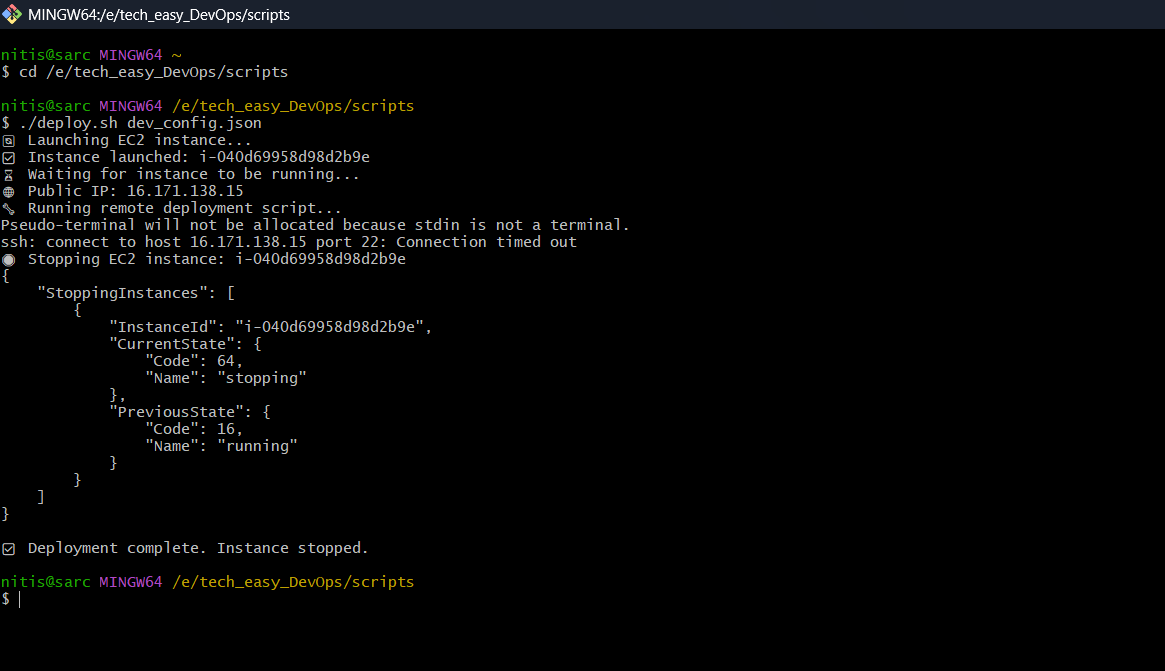 MINGW64:/e/tech_easy_DevOps/scripts
nitis@sarc MINGW64 ~
$ cd /e/tech_easy_DevOps/scripts
nitis@sarc MINGW64 /e/tech_easy_DevOps/scripts
$ ./deploy.sh dev_config.json
Launching EC2 instance...
Instance launched: i-040d69958d98d2b9e
Waiting for instance to be running...
Public IP: 16.171.138.15
Running remote deployment script...
Pseudo-terminal will not be allocated because stdin is not a terminal.
ssh: connect to host 16.171.138.15 port 22: Connection timed out
Stopping EC2 instance: i-040d69958d98d2b9e
{
    "StoppingInstances": [
        {
            "InstanceId": "i-040d69958d98d2b9e",
            "CurrentState": {
                "Code": 64,
                "Name": "stopping"
            },
            "PreviousState": {
                "Code": 16,
                "Name": "running"
            }
        }
    ]
}
Deployment complete. Instance stopped.
nitis@sarc MINGW64 /e/tech_easy_DevOps/scripts
$